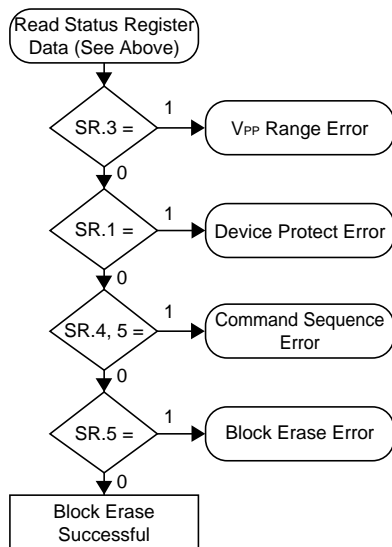 Read Status Register
Data (See Above)
SR.3 =
1
VPP Range Error
0
SR.1 =
1
Device Protect Error
0
SR.4, 5 =
1
Command Sequence
Error
0
SR.5 =
1
Block Erase Error
0
Block Erase
Successful